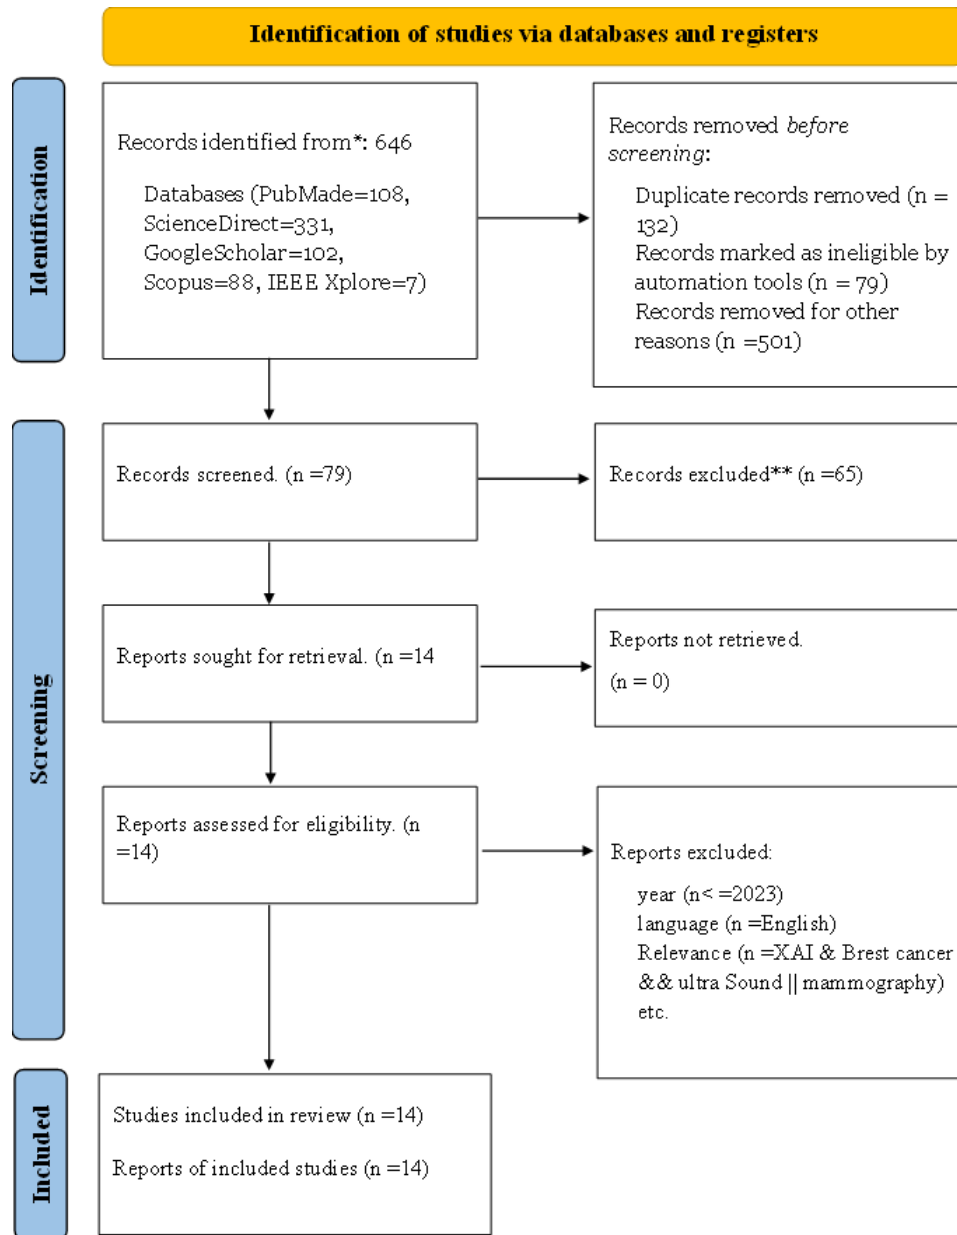 Identification of studies via databases and registers
Identification
Records identified from*: 646
Databases (PubMade=108,
ScienceDirect=331,
GoogleScholar=102,
Scopus=88, IEEE Xplore=7)
Records removed before
screening:
Duplicate records removed (n =
132)
Records marked as ineligible by
automation tools (n = 79)
Records removed for other
reasons (n =501)
Screening
Records screened. (n =79)
Records excluded** (n =65)
Reports sought for retrieval. (n =14
Reports not retrieved.
(n = 0)
Reports assessed for eligibility. (n
=14)
Reports excluded:
year (n< =2023)
language (n =English)
Relevance (n =XAI & Brest cancer
&& ultra Sound || mammography)
etc.
Included
Studies included in review (n =14)
Reports of included studies (n =14)